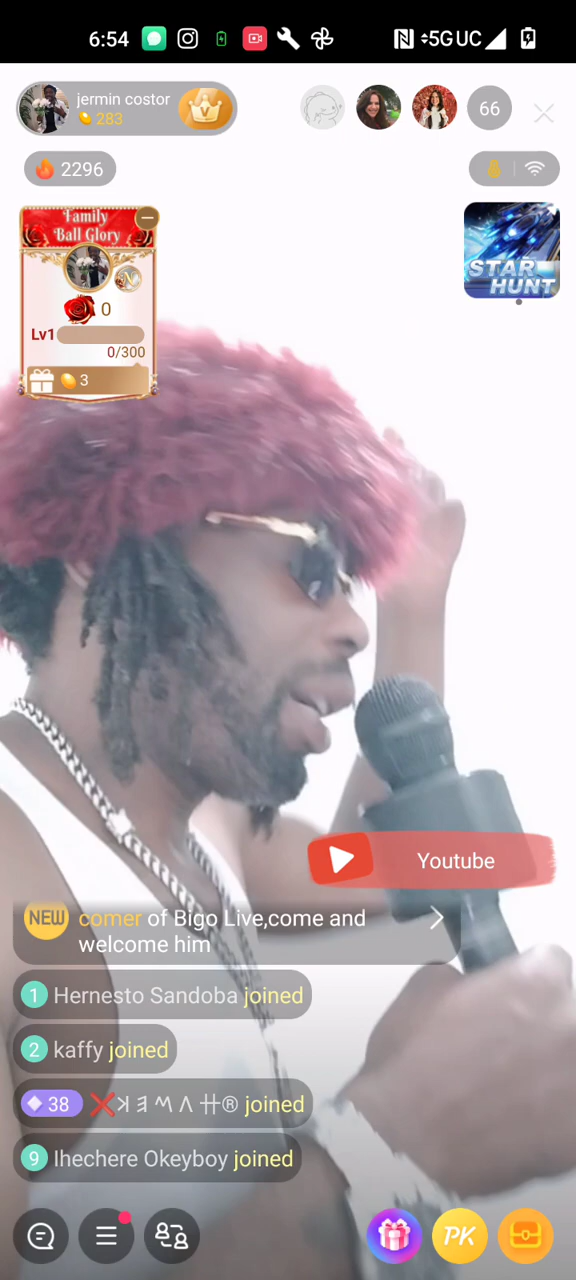 6:54
5G UC
jermin costor
283
66
2296
Family
Ball Glory
0
Lv1
0/300
3
STAR
HUNT
Youtube
NEW comer of Bigo Live,come and
welcome him
1 Hernesto Sandoba joined
2 kaffy joined
38 joined
9 Ihechere Okeyboy joined
PK